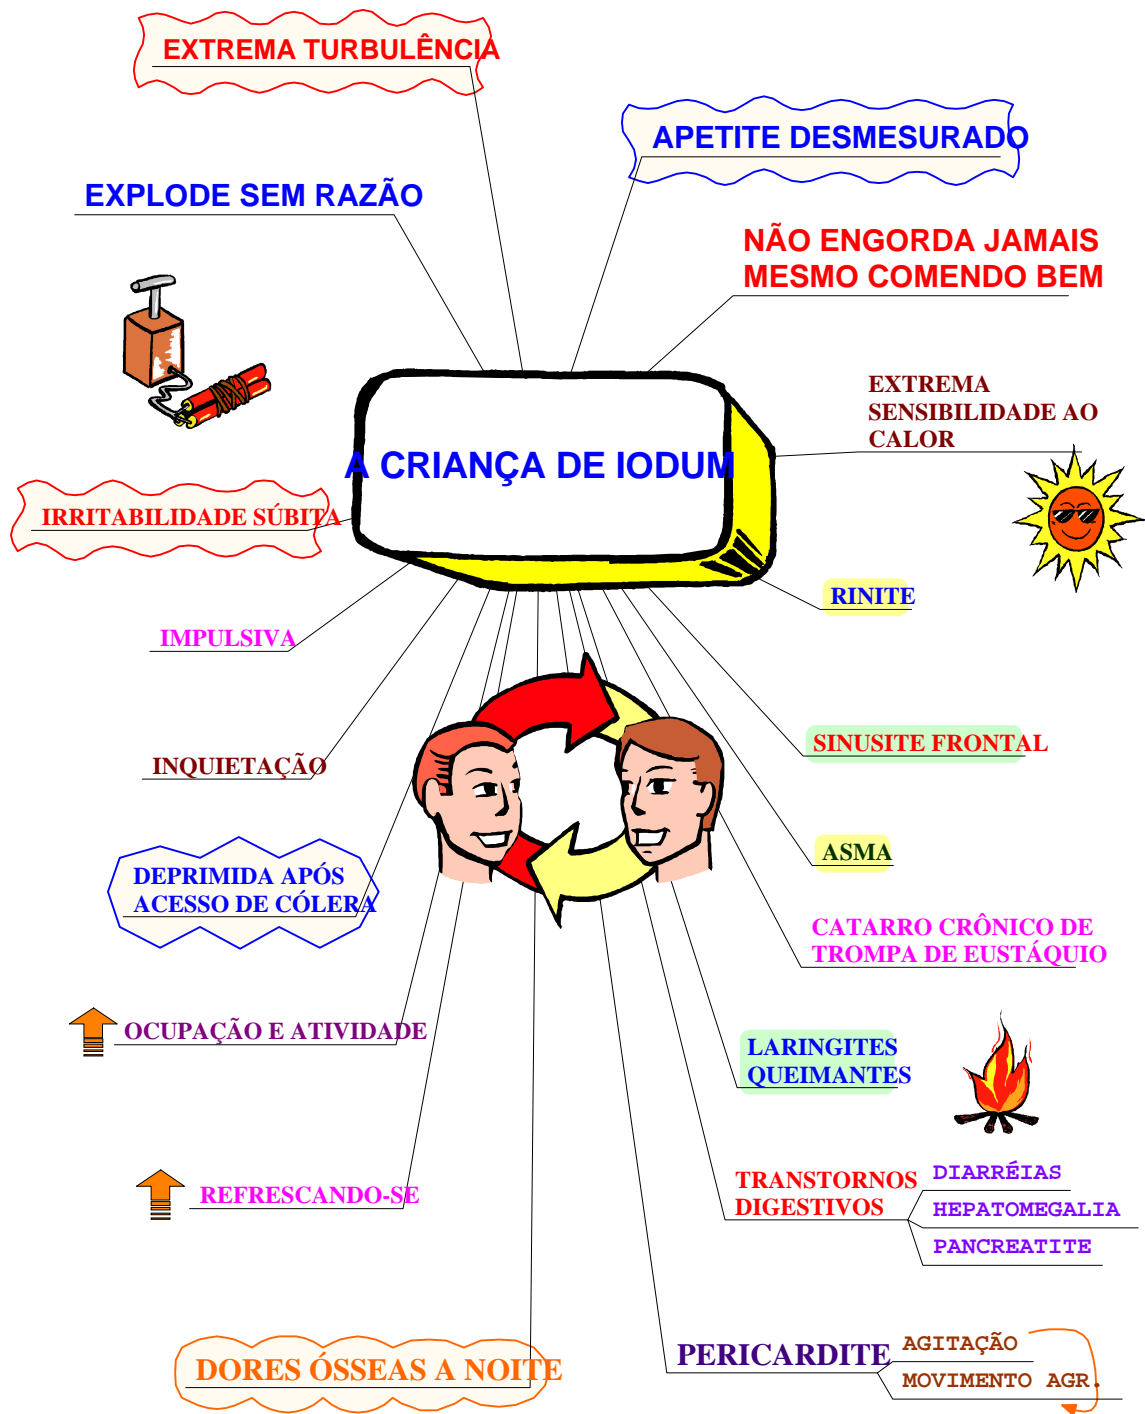 EXTREMA TURBULÊNCIA
APETITE DESMESURADO
EXPLODE SEM RAZÃO
NÃO ENGORDA JAMAIS
MESMO COMENDO BEM
EXTREMA
SENSIBILIDADE AO
CALOR
A CRIANÇA DE IODUM
IRRITABILIDADE SÚBITA
RINITE
IMPULSIVA
SINUSITE FRONTAL
INQUIETAÇÃO
ASMA
DEPRIMIDA APÓS
ACESSO DE CÓLERA
CATARRO CRÔNICO DE
TROMPA DE EUSTÁQUIO
OCUPAÇÃO E ATIVIDADE
LARINGITES
QUEIMANTES
REFRESCANDO-SE
TRANSTORNOS
DIGESTIVOS
DIARRÉIAS
HEPATOMEGALIA
PANCREATITE
DORES ÓSSEAS A NOITE
PERICARDITE
AGITAÇÃO
MOVIMENTO AGR.